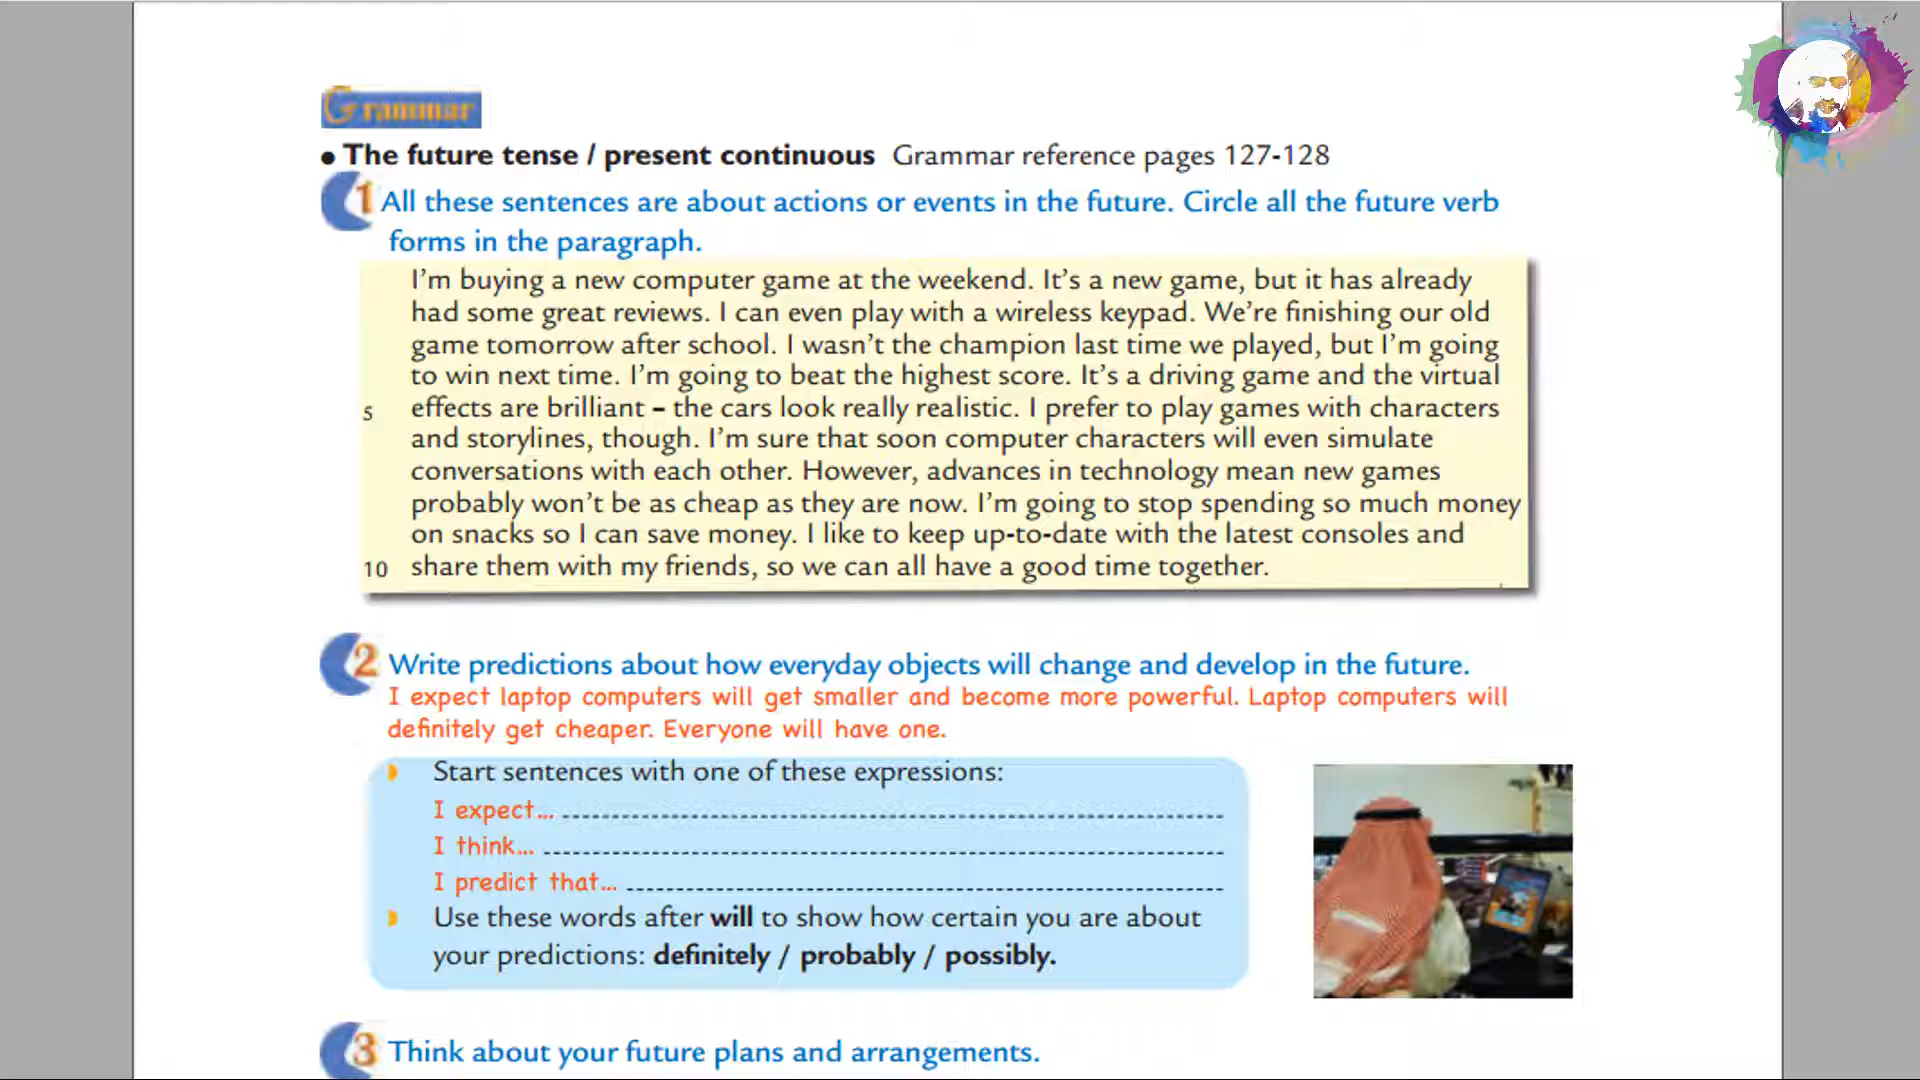 Grammar
• The future tense / present continuous Grammar reference pages 127-128
1 All these sentences are about actions or events in the future. Circle all the future verb
forms in the paragraph.
I'm buying a new computer game at the weekend. It's a new game, but it has already
had some great reviews. I can even play with a wireless keypad. We're finishing our old
game tomorrow after school. I wasn't the champion last time we played, but I'm going
to win next time. I'm going to beat the highest score. It's a driving game and the virtual
5 effects are brilliant – the cars look really realistic. I prefer to play games with characters
and storylines, though. I'm sure that soon computer characters will even simulate
conversations with each other. However, advances in technology mean new games
probably won't be as cheap as they are now. I'm going to stop spending so much money
on snacks so I can save money. I like to keep up-to-date with the latest consoles and
10 share them with my friends, so we can all have a good time together.
2 Write predictions about how everyday objects will change and develop in the future.
I expect laptop computers will get smaller and become more powerful. Laptop computers will
definitely get cheaper. Everyone will have one.
Start sentences with one of these expressions:
I expect...
I think...
I predict that...
Use these words after will to show how certain you are about
your predictions: definitely / probably / possibly.
3 Think about your future plans and arrangements.